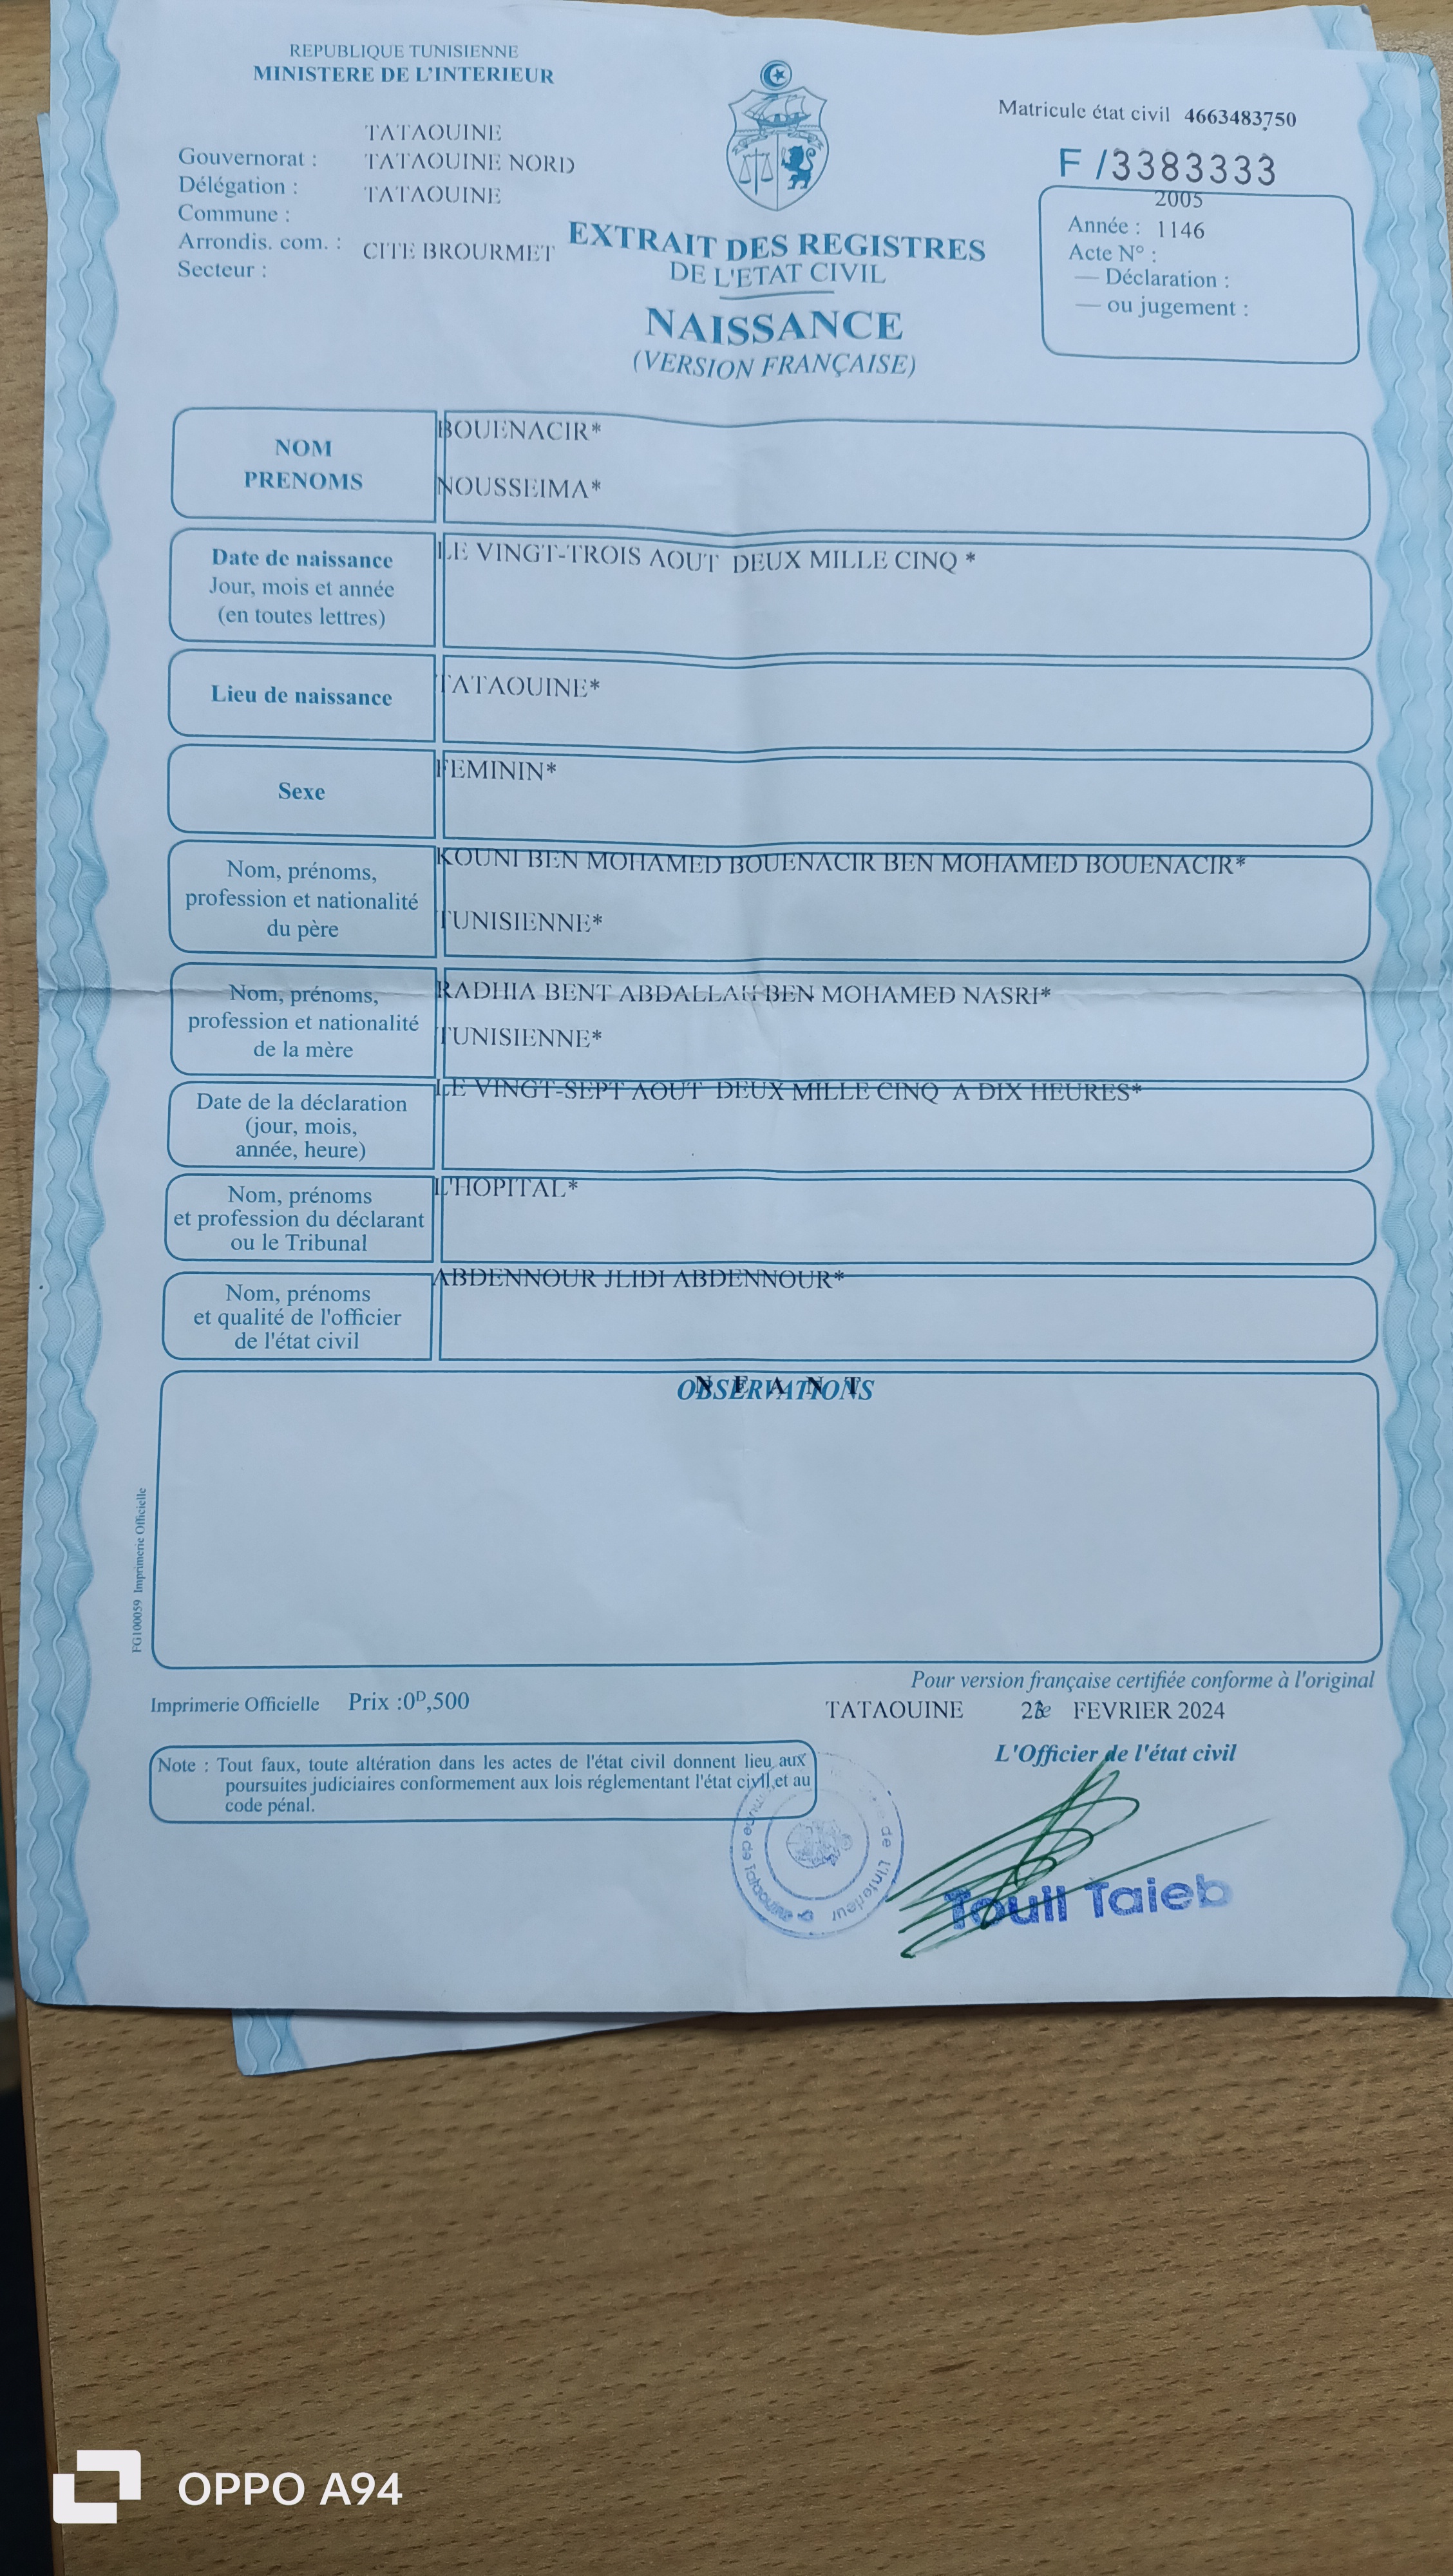 REPUBLIQUE TUNISIENNE
MINISTERE DE L'INTERIEUR
Matricule état civil 4663483750
F /3383333
TATAOUINE
Gouvernorat : TATAOUINE NORD
Délégation : TATAOUINE
Commune :
Arrondis. com. : CITE BROURMET
Secteur :
2005
Année : 1146
Acte N° :
— Déclaration :
— ou jugement :
EXTRAIT DES REGISTRES
DE L'ETAT CIVIL
NAISSANCE
(VERSION FRANÇAISE)
NOM
PRENOMS
BOUENACIR*
NOUSSEIMA*
Date de naissance
Jour, mois et année
(en toutes lettres)
LE VINGT-TROIS AOUT DEUX MILLE CINQ *
Lieu de naissance
TATAOUINE*
Sexe
FEMININ*
Nom, prénoms,
profession et nationalité
du père
KOUNI BEN MOHAMED BOUENACIR BEN MOHAMED BOUENACIR*
TUNISIENNE*
Nom, prénoms,
profession et nationalité
de la mère
RADHIA BENT ABDALLAH BEN MOHAMED NASRI*
TUNISIENNE*
Date de la déclaration
(jour, mois,
année, heure)
LE VINGT-SEPT AOUT DEUX MILLE CINQ A DIX HEURES*
Nom, prénoms
et profession du déclarant
ou le Tribunal
L'HOPITAL*
Nom, prénoms
et qualité de l'officier
de l'état civil
ABDENNOUR JLIDI ABDENNOUR*
OBSERVATIONS
N E A N T
FG100059 Imprimerie Officielle
Pour version française certifiée conforme à l'original
Imprimerie Officielle Prix :0ᴰ,500
TATAOUINE FEVRIER 2024
L'Officier de l'état civil
Note : Tout faux, toute altération dans les actes de l'état civil donnent lieu aux
poursuites judiciaires conformement aux lois réglementant l'état civil,et au
code pénal.
de Tataouine
de L'interieur
Touil Taieb
OPPO A94